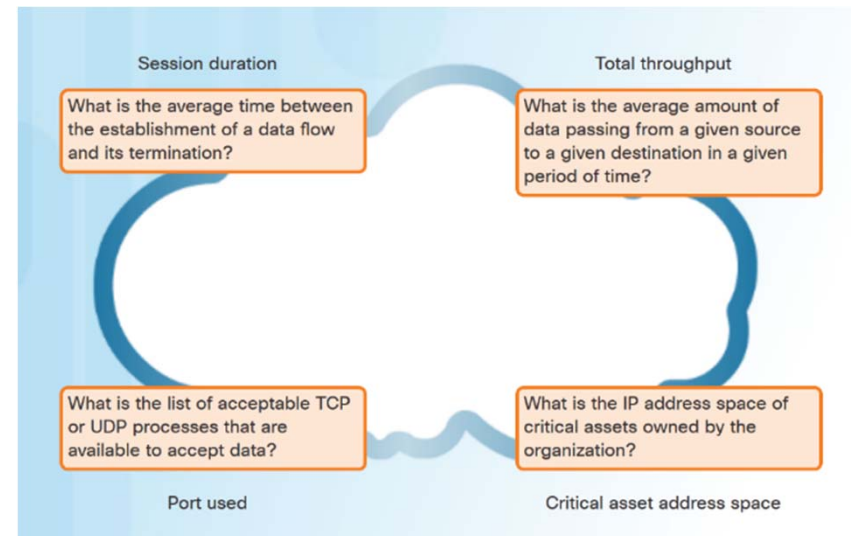 Session duration
What is the average time between
the establishment of a data flow
and its termination?
Total throughput
What is the average amount of
data passing from a given source
to a given destination in a given
period of time?
What is the list of acceptable TCP
or UDP processes that are
available to accept data?
Port used
What is the IP address space of
critical assets owned by the
organization?
Critical asset address space